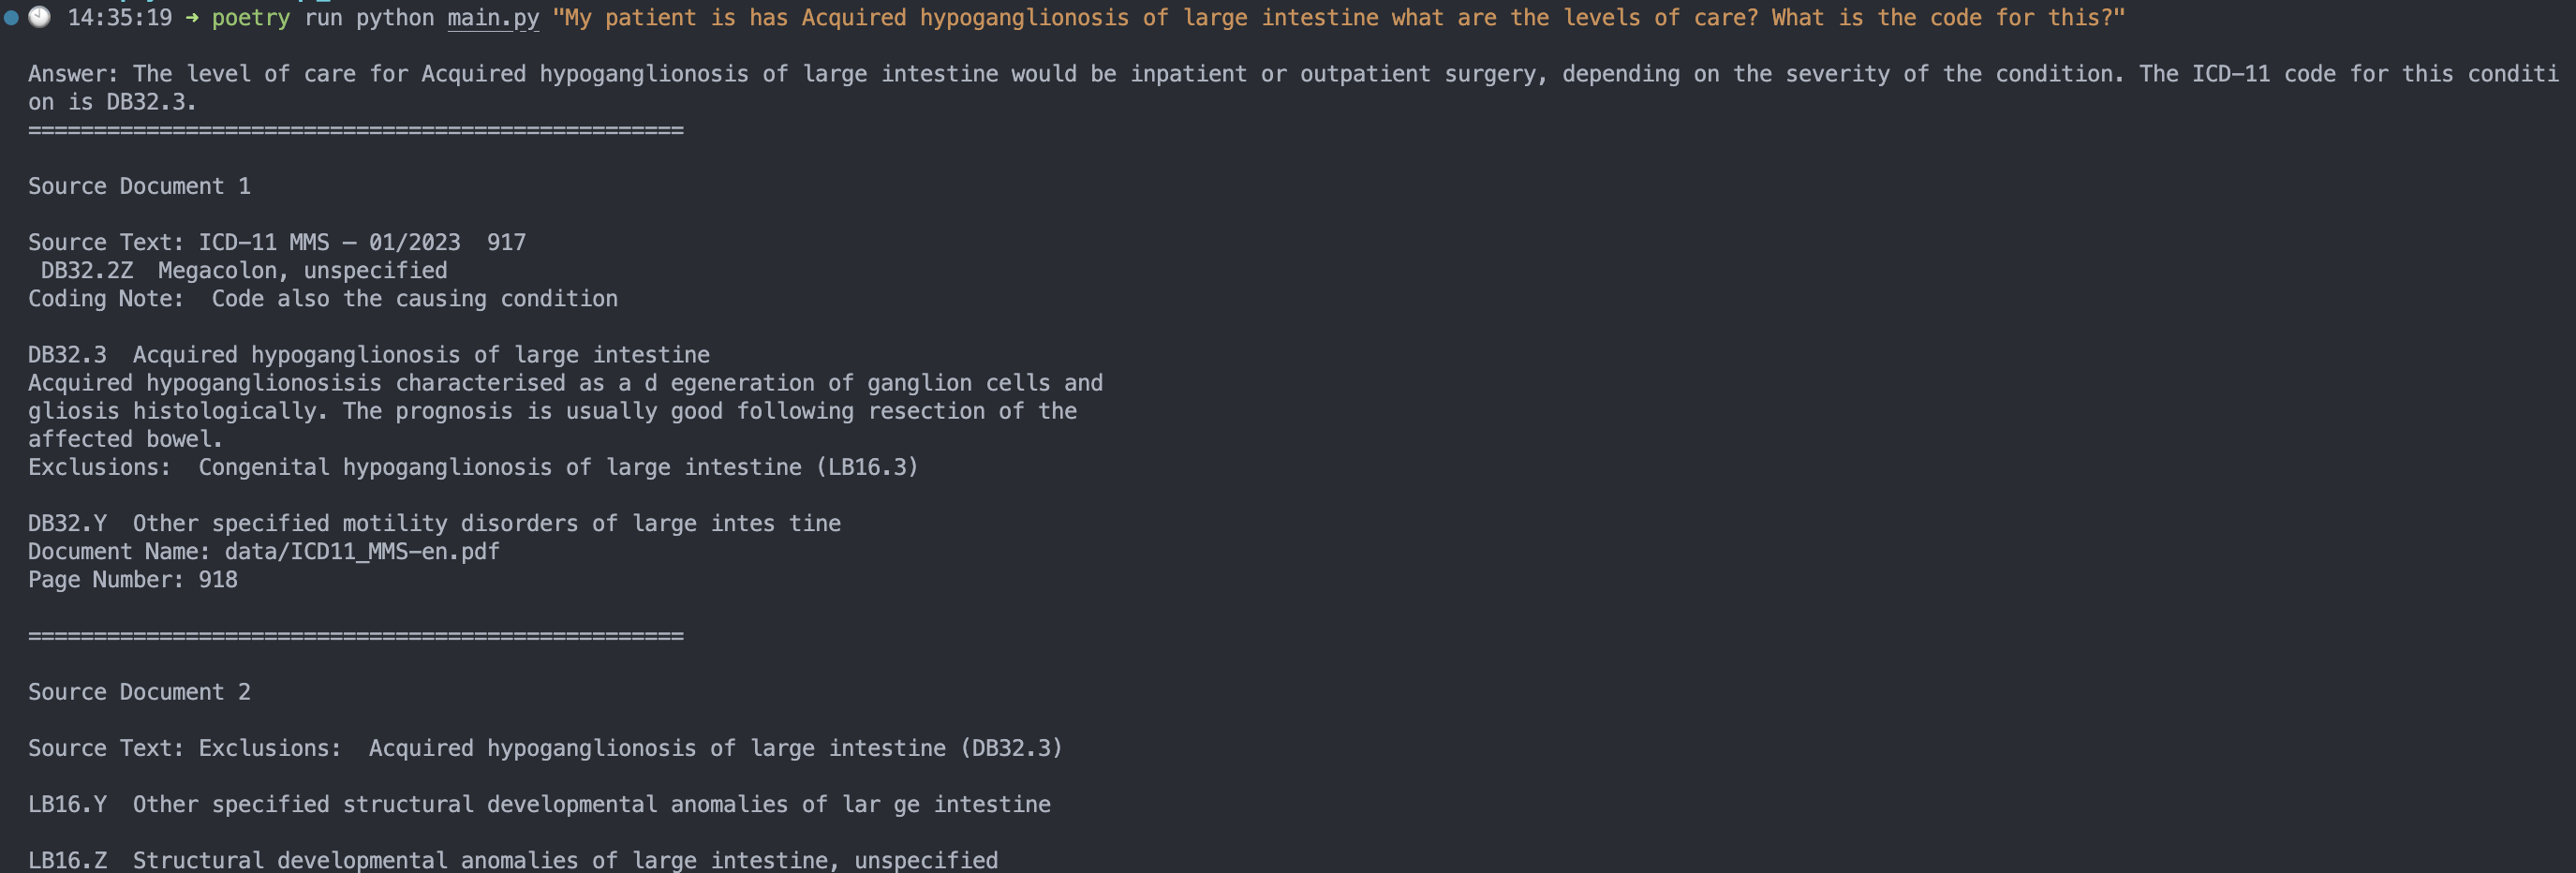 14:35:19 → poetry run python main.py "My patient is has Acquired hypoganglionosis of large intestine what are the levels of care? What is the code for this?"
Answer: The level of care for Acquired hypoganglionosis of large intestine would be inpatient or outpatient surgery, depending on the severity of the condition. The ICD-11 code for this conditi
on is DB32.3.
==================================================
Source Document 1
Source Text: ICD-11 MMS – 01/2023  917
DB32.2Z  Megacolon, unspecified
Coding Note:  Code also the causing condition
DB32.3  Acquired hypoganglionosis of large intestine
Acquired hypoganglionosisis characterised as a d egeneration of ganglion cells and
gliosis histologically. The prognosis is usually good following resection of the
affected bowel.
Exclusions:  Congenital hypoganglionosis of large intestine (LB16.3)
DB32.Y  Other specified motility disorders of large intes tine
Document Name: data/ICD11_MMS-en.pdf
Page Number: 918
==================================================
Source Document 2
Source Text: Exclusions:  Acquired hypoganglionosis of large intestine (DB32.3)
LB16.Y  Other specified structural developmental anomalies of lar ge intestine
LB16.Z  Structural developmental anomalies of large intestine, unspecified